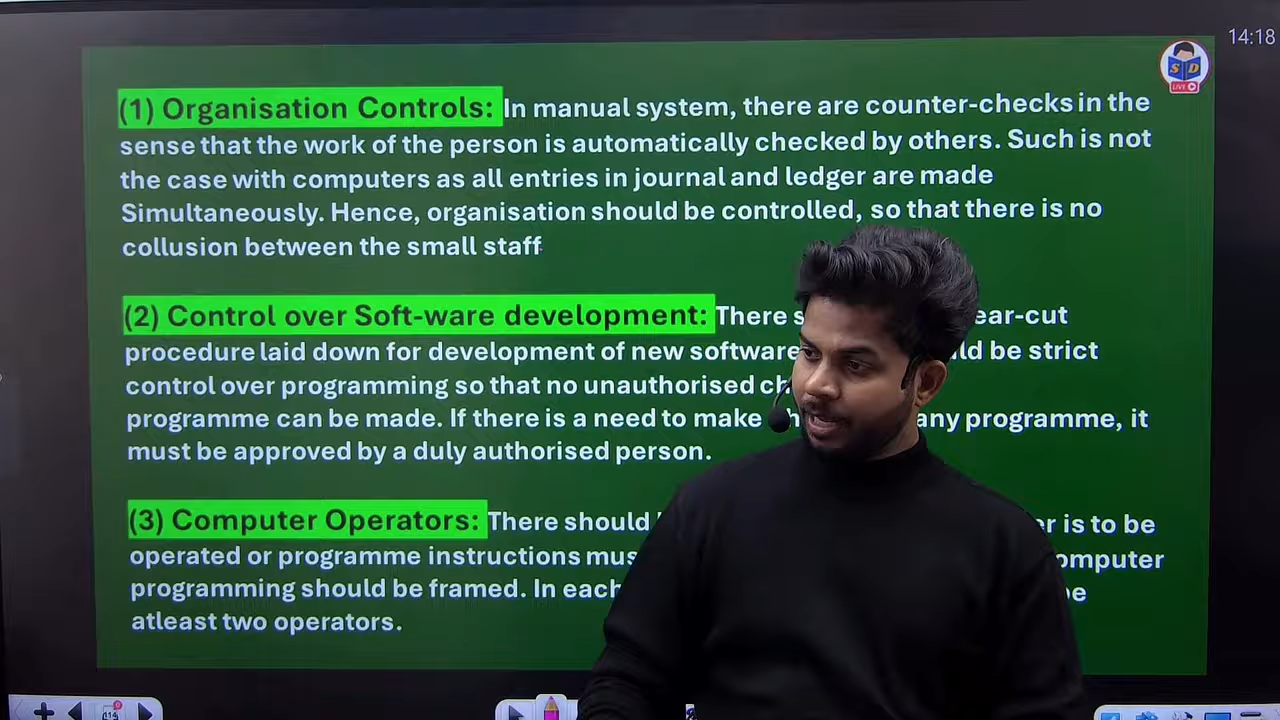 14:18
S D
LIVE
(1) Organisation Controls: In manual system, there are counter-checks in the
sense that the work of the person is automatically checked by others. Such is not
the case with computers as all entries in journal and ledger are made
Simultaneously. Hence, organisation should be controlled, so that there is no
collusion between the small staff
(2) Control over Soft-ware development: There ear-cut
procedure laid down for development of new software be strict
control over programming so that no unauthorised
programme can be made. If there is a need to make any programme, it
must be approved by a duly authorised person.
(3) Computer Operators: There should is to be
operated or programme instructions computer
programming should be framed. In each
atleast two operators.
114